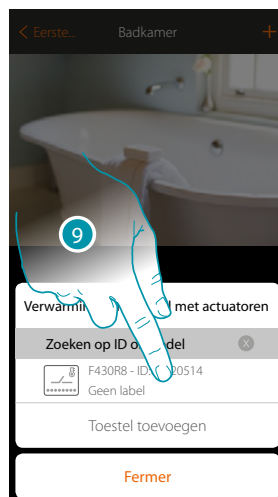 < Eerste... Badkamer +
9
Verwarmin met actuatoren
Zoeken op ID o del x
F430R8 - ID: 20514
Geen label
Toestel toevoegen
Fermer